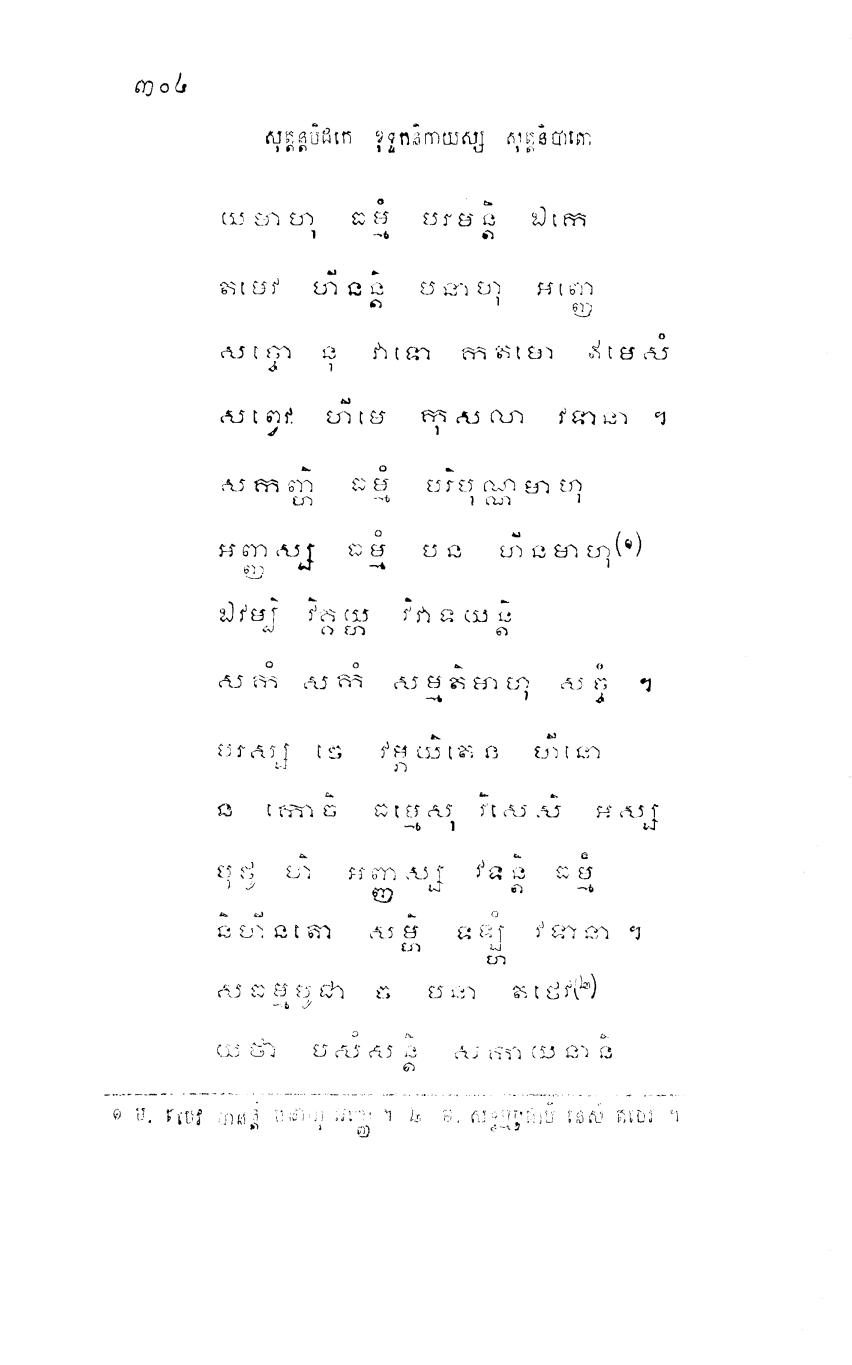 ៣០៤
សុត្តន្តបិដកេ ខុទ្ទកនិកាយស្ស សុត្តនិបាតោ
យមាហុ ធម្មំ បរមន្តិ ឯកេ
តមេវ ហីនន្តិ បនាហុ អញ្ញេ
សច្ចោ នុ វាទោ កតមោ ឥមេសំ
សព្វេវ ហីមេ កុសលា វទានា ។
សកញ្ហិ ធម្មំ បរិបុណ្ណមាហុ
អញ្ញស្ស ធម្មំ បន ហីនមាហុ(១)
ឯវម្បិ វិគ្គយ្ហ វិវាទយន្តិ
សកំ សកំ សម្មតិមាហុ សច្ចំ ។
បរស្ស ចេ វម្ភយិតេន ហីនោ
ន កោចិ ធម្មេសុ វិសេសិ អស្ស
បុថូ ហិ អញ្ញស្ស វទន្តិ ធម្មំ
និហីនតោ សម្ហិ ទឡ្ហំ វទានា ។
សធម្មបូជា ច បនា តថេវ(២)
យថា បសំសន្តិ សកាយនានិ
១ ម. តមេវ ហីនន្តិ បនាហុ អញ្ញេ ។ ២ ឱ. សទ្ធម្មបូជាបិ នេសំ តថេវ ។